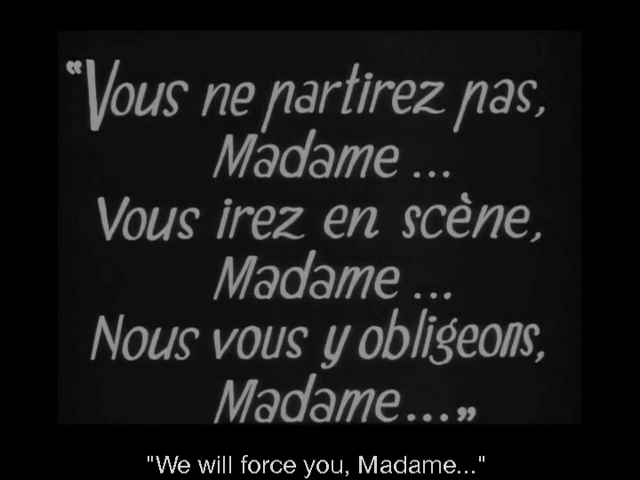 “Vous ne partirez pas,
Madame...
Vous irez en scène,
Madame...
Nous vous y obligeons,
Madame...„
"We will force you, Madame..."